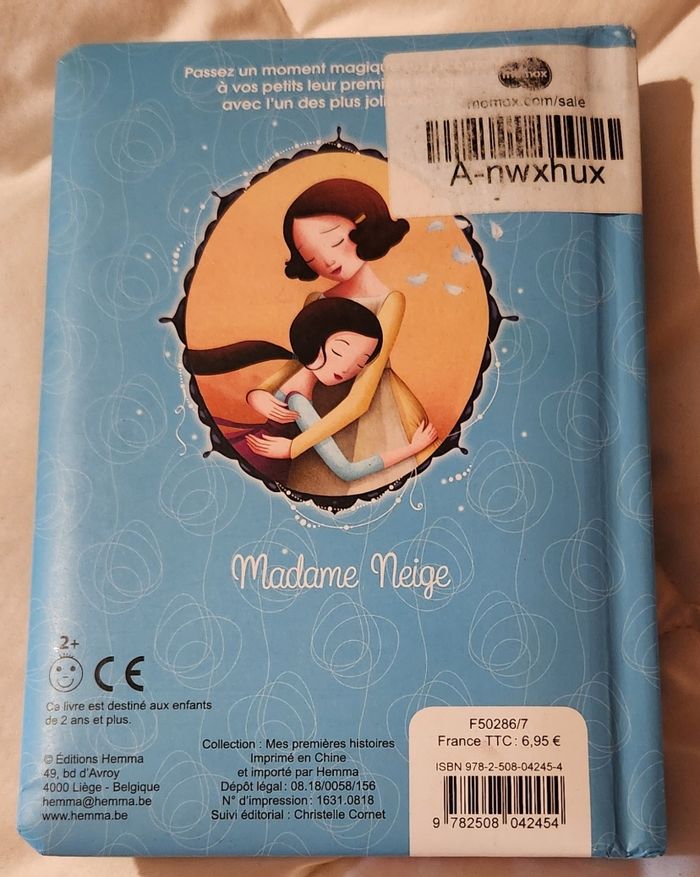 Passez un moment magiqu
à vos petits leur premi
avec l'un des plus joli
momox
momox.com/sale
A-nwxhux
Madame Neige
2+
CE
Ce livre est destiné aux enfants
de 2 ans et plus.
© Éditions Hemma
49, bd d'Avroy
4000 Liège - Belgique
hemma@hemma.be
www.hemma.be
Collection : Mes premières histoires
Imprimé en Chine
et importé par Hemma
Dépôt légal : 08.18/0058/156
N° d'impression : 1631.0818
Suivi éditorial : Christelle Cornet
F50286/7
France TTC : 6,95 €
ISBN 978-2-508-04245-4
9 782508 042454